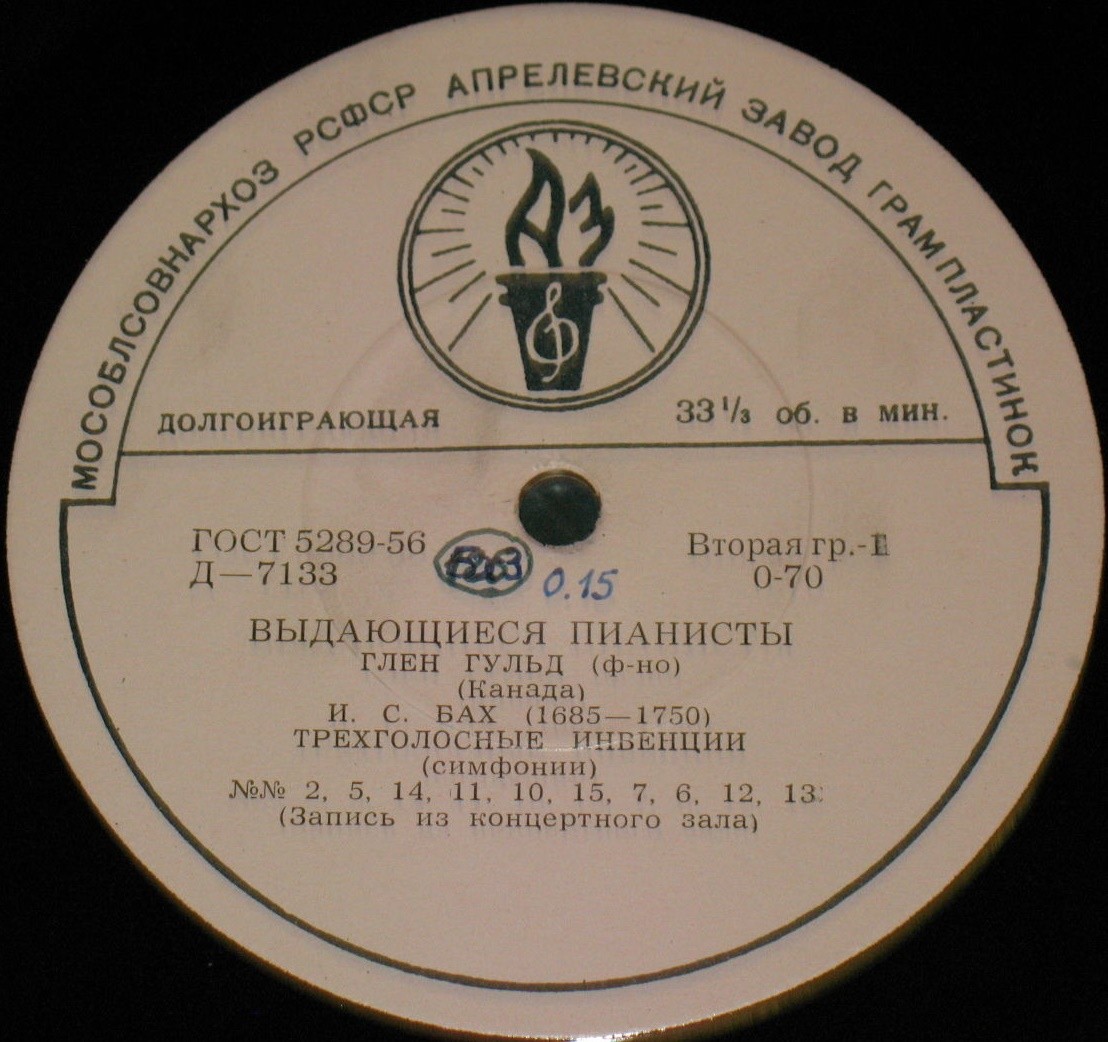 МОСОБЛСОВНАРХОЗ РСФСР АПРЕЛЕВСКИЙ ЗАВОД ГРАМПЛАСТИНОК
АЗ
ДОЛГОИГРАЮЩАЯ 33 1/3 об. в мин.
ГОСТ 5289-56 Вторая гр.-
Д—7133 0.15 0-70
ВЫДАЮЩИЕСЯ ПИАНИСТЫ
ГЛЕН ГУЛЬД (ф-но)
(Канада)
И. С. БАХ (1685—1750)
ТРЕХГОЛОСНЫЕ ИНВЕНЦИИ
(симфонии)
№№ 2, 5, 14, 11, 10, 15, 7, 6, 12, 13
(Запись из концертного зала)